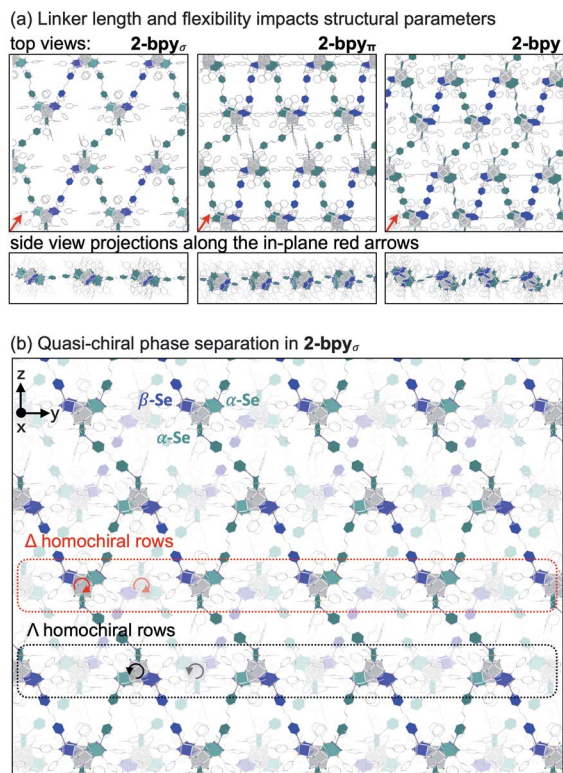 (a) Linker length and flexibility impacts structural parameters
top views: 2-bpyσ 2-bpyπ 2-bpy
side view projections along the in-plane red arrows
(b) Quasi-chiral phase separation in 2-bpyσ
z
y
x
β-Se α-Se
α-Se
Δ homochiral rows
Λ homochiral rows